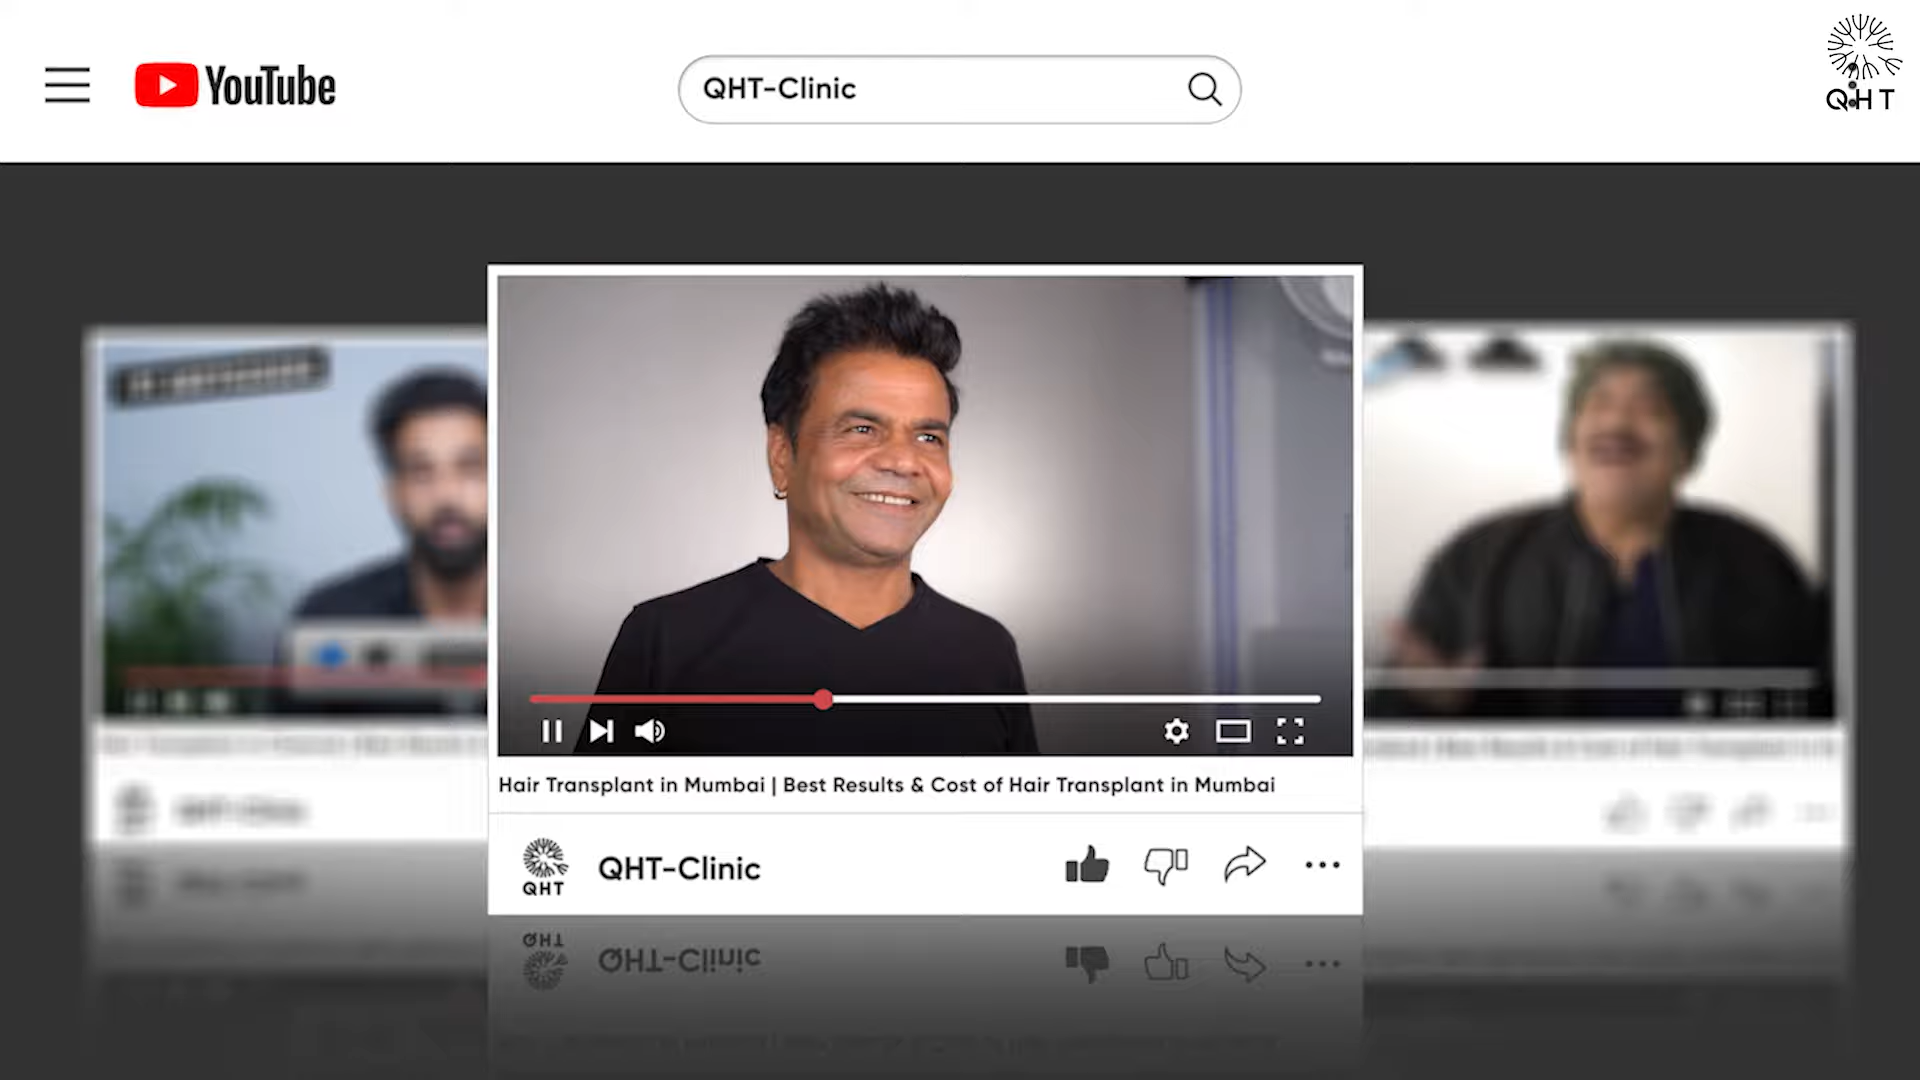 YouTube
QHT-Clinic
QHT
Hair Transplant in Mumbai | Best Results & Cost of Hair Transplant in Mumbai
QHT
QHT-Clinic